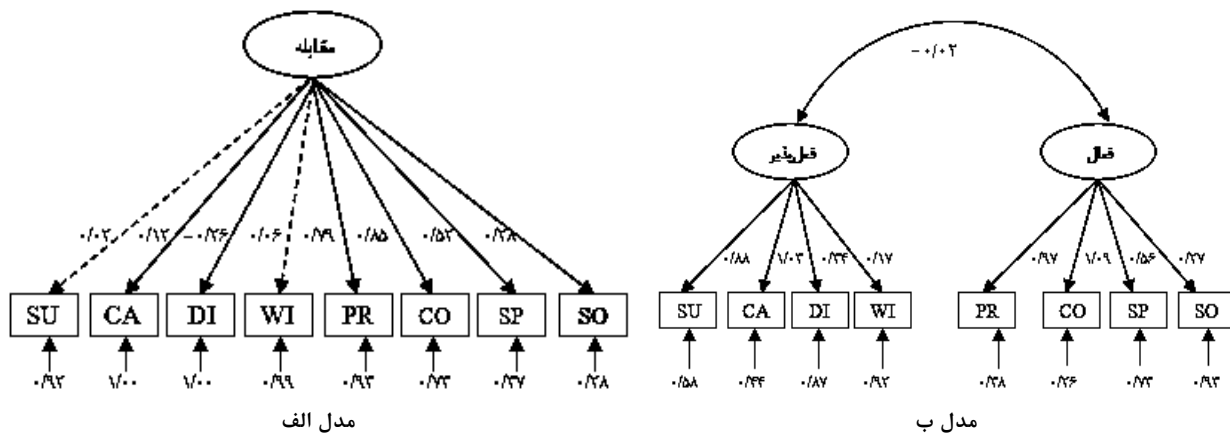 مقابله
۰/۰۲ ۰/۱۲ -۰/۲۶ ۰/۰۶ ۰/۷۹ ۰/۸۵ ۰/۵۲ ۰/۲۸
SU CA DI WI PR CO SP SO
۰/۹۲ ۱/۰۰ ۱/۰۰ ۰/۹۹ ۰/۹۳ ۰/۷۳ ۰/۳۷ ۰/۲۸
مدل الف
-۰/۰۲
فعل‌پذیر فعال
۰/۸۸ ۱/۰۳ ۰/۳۴ ۰/۱۷ ۰/۹۷ ۱/۰۹ ۰/۵۶ ۰/۲۷
SU CA DI WI PR CO SP SO
۰/۵۸ ۰/۴۴ ۰/۸۷ ۰/۹۲ ۰/۳۸ ۰/۲۶ ۰/۷۳ ۰/۹۳
مدل ب